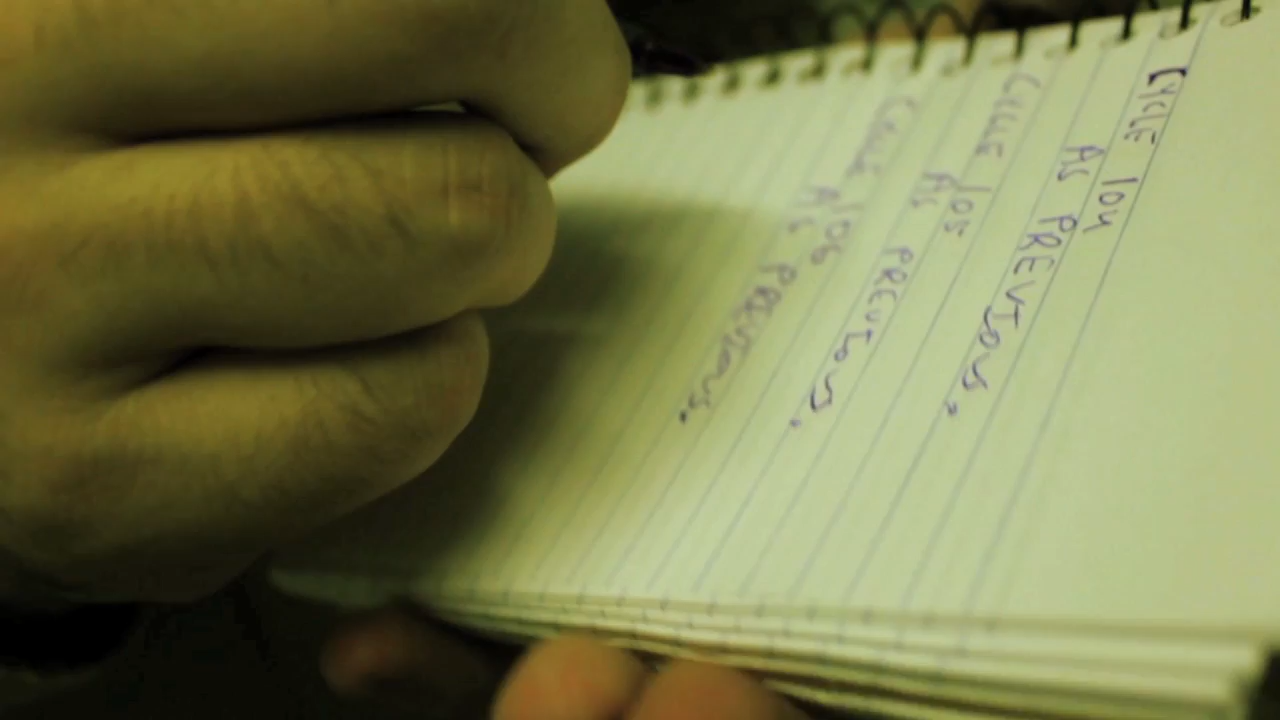 CYCLE 104
AS PREVIOUS.
CYCLE 105
AS PREVIOUS.
CYCLE 106
AS PREVIOUS.